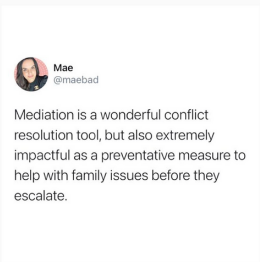 Mae
@maebad
Mediation is a wonderful conflict
resolution tool, but also extremely
impactful as a preventative measure to
help with family issues before they
escalate.